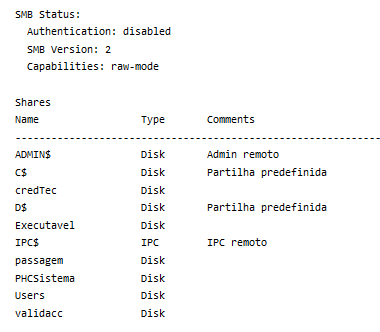 SMB Status:
Authentication: disabled
SMB Version: 2
Capabilities: raw-mode
Shares
Name Type Comments
------------------------------------------------------------
ADMIN$ Disk Admin remoto
C$ Disk Partilha predefinida
credTec Disk
D$ Disk Partilha predefinida
Executavel Disk
IPC$ IPC IPC remoto
passagem Disk
PHCSistema Disk
Users Disk
validacc Disk